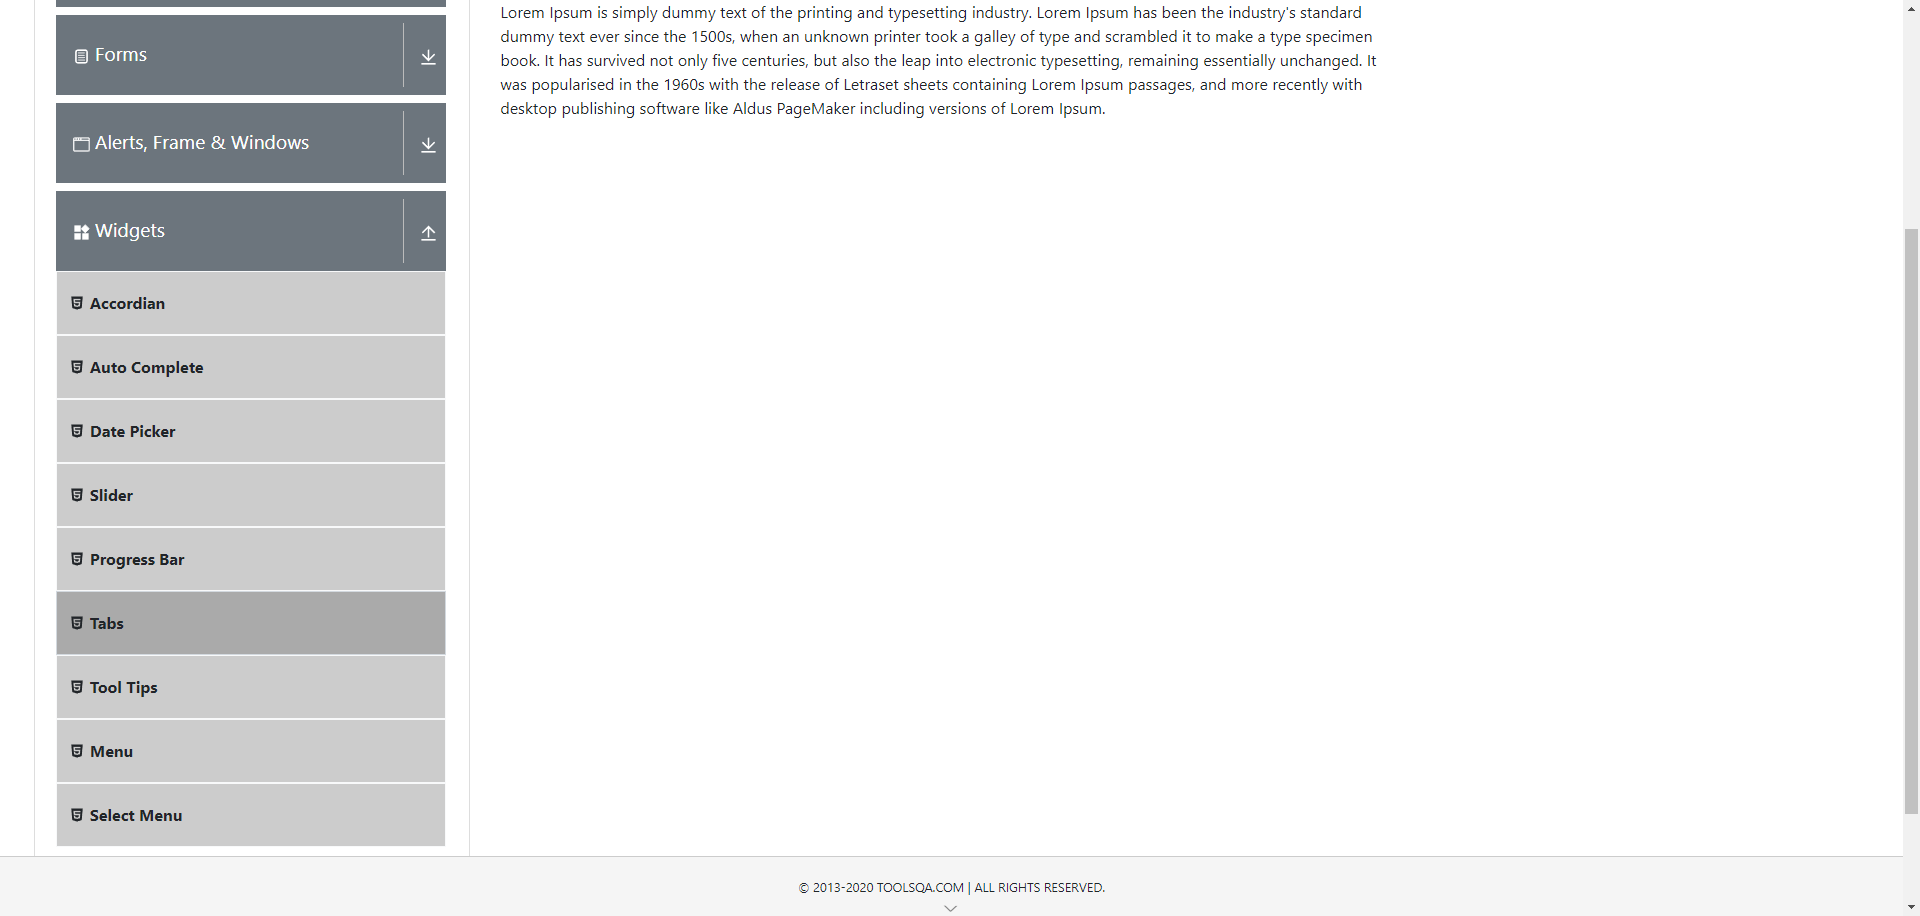 Forms
Alerts, Frame & Windows
Widgets
Accordian
Auto Complete
Date Picker
Slider
Progress Bar
Tabs
Tool Tips
Menu
Select Menu
Lorem Ipsum is simply dummy text of the printing and typesetting industry. Lorem Ipsum has been the industry's standard
dummy text ever since the 1500s, when an unknown printer took a galley of type and scrambled it to make a type specimen
book. It has survived not only five centuries, but also the leap into electronic typesetting, remaining essentially unchanged. It
was popularised in the 1960s with the release of Letraset sheets containing Lorem Ipsum passages, and more recently with
desktop publishing software like Aldus PageMaker including versions of Lorem Ipsum.
© 2013-2020 TOOLSQA.COM | ALL RIGHTS RESERVED.